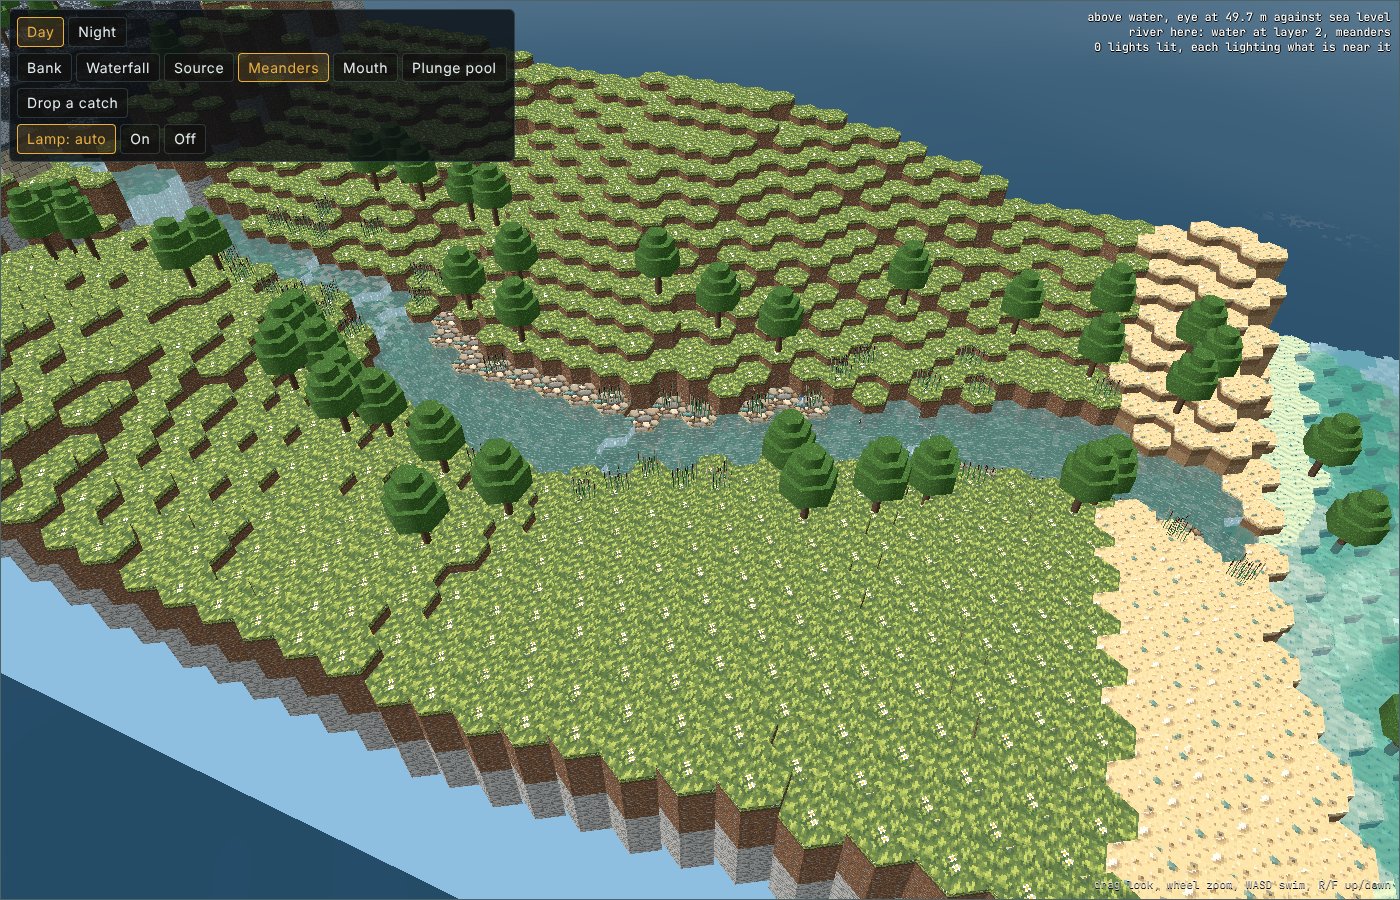 Day Night
Bank Waterfall Source Meanders Mouth Plunge pool
Drop a catch
Lamp: auto On Off
above water, eye at 49.7 m against sea level
river here: water at layer 2, meanders
0 lights lit, each lighting what is near it
drag look, wheel zoom, WASD swim, R/F up/down